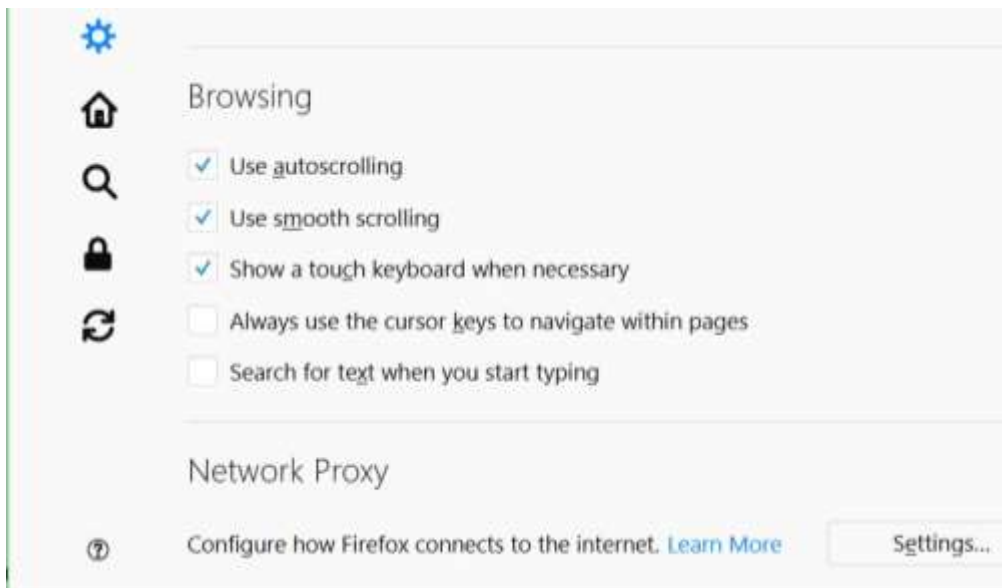 Browsing
Use autoscrolling
Use smooth scrolling
Show a touch keyboard when necessary
Always use the cursor keys to navigate within pages
Search for text when you start typing
Network Proxy
Configure how Firefox connects to the internet. Learn More Settings...